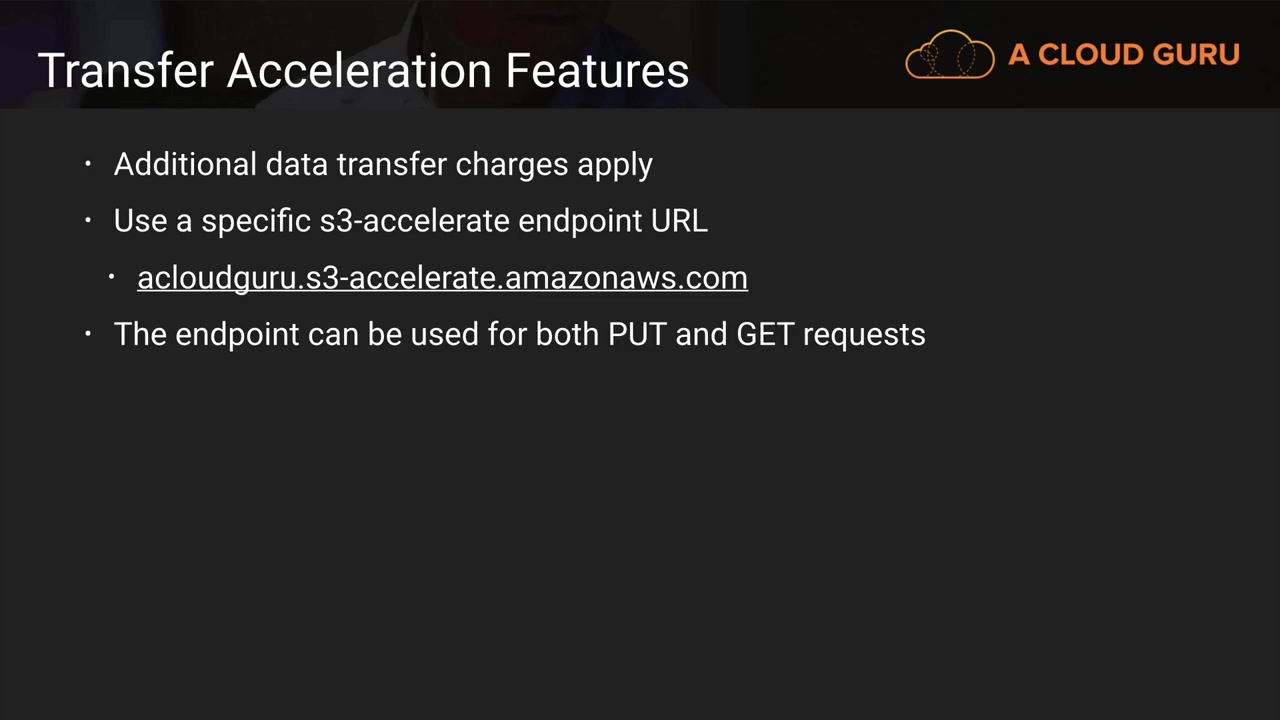 Transfer Acceleration Features
A CLOUD GURU
• Additional data transfer charges apply
• Use a specific s3-accelerate endpoint URL
• acloudguru.s3-accelerate.amazonaws.com
• The endpoint can be used for both PUT and GET requests